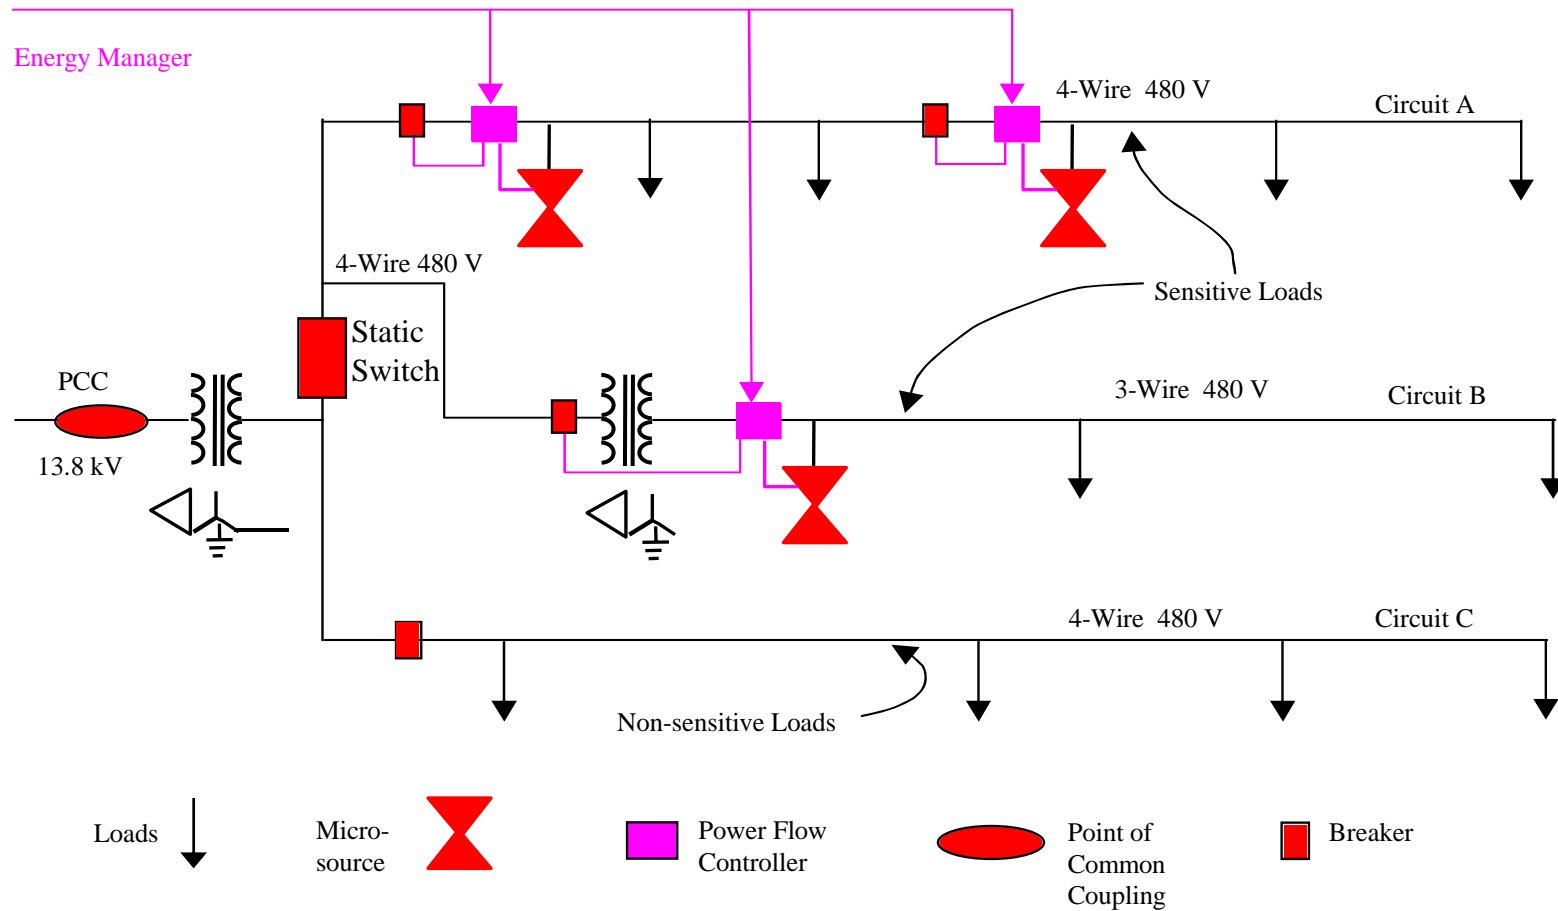 Energy Manager
4-Wire 480 V
Circuit A
4-Wire 480 V
Sensitive Loads
Static
Switch
PCC
13.8 kV
3-Wire 480 V
Circuit B
4-Wire 480 V
Circuit C
Non-sensitive Loads
Loads
Micro-
source
Power Flow
Controller
Point of
Common
Coupling
Breaker